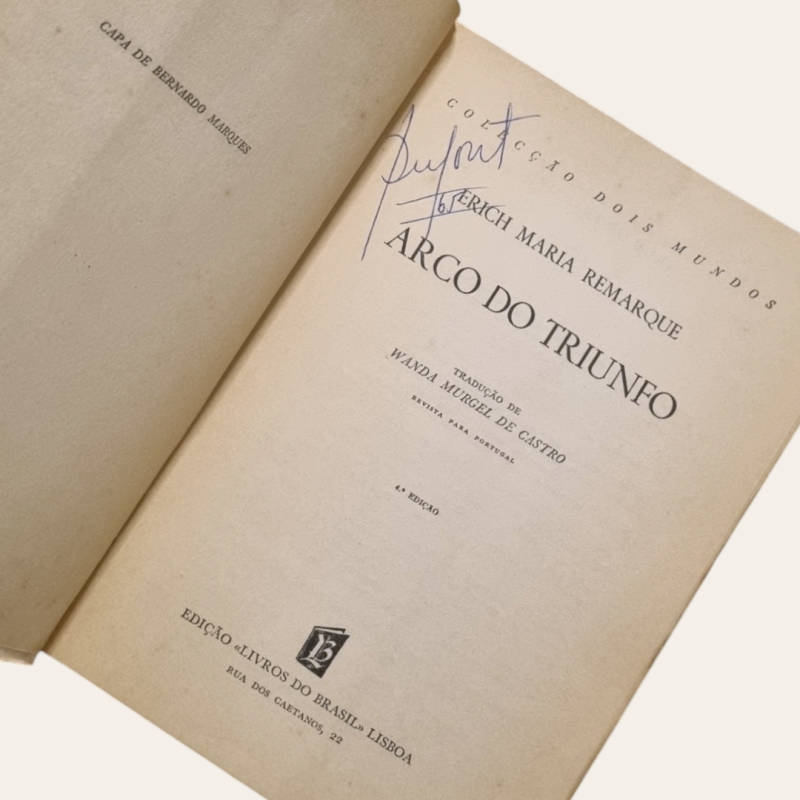 CAPA DE BERNARDO MARQUES
COLECÇÃO DOIS MUNDOS
ERICH MARIA REMARQUE
ARCO DO TRIUNFO
TRADUÇÃO DE
WANDA MURGEL DE CASTRO
REVISTA PARA PORTUGAL
4.ª EDIÇÃO
LB
EDIÇÃO «LIVROS DO BRASIL» LISBOA
RUA DOS CAETANOS, 22